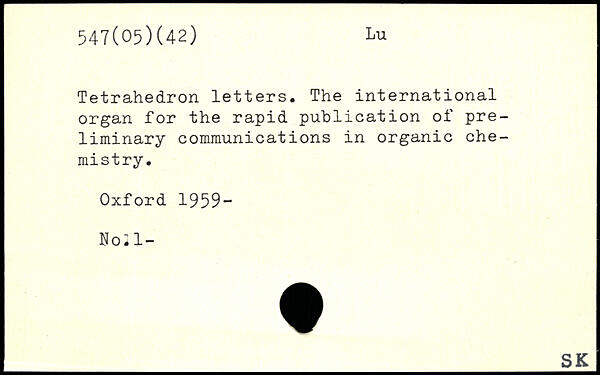 547(05)(42) Lu
Tetrahedron letters. The international
organ for the rapid publication of pre-
liminary communications in organic che-
mistry.
Oxford 1959-
No:1-
SK